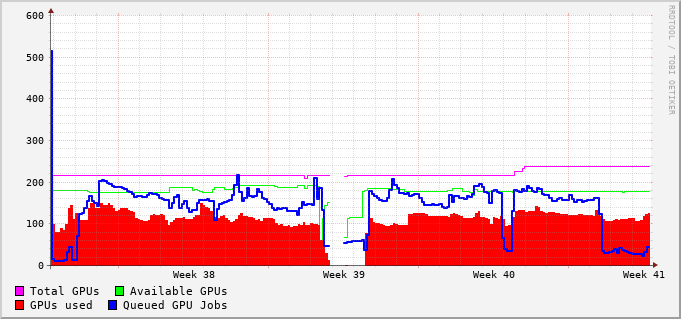 600
500
400
300
200
100
0
Week 38 Week 39 Week 40 Week 41
Total GPUs Available GPUs
GPUs used Queued GPU Jobs
RRDTOOL / TOBI OETIKER